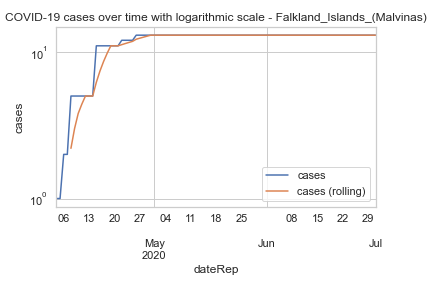 COVID-19 cases over time with logarithmic scale - Falkland_Islands_(Malvinas)
10¹
10⁰
cases
cases
cases (rolling)
06 13 20 27 04 11 18 25 08 15 22 29
May Jun Jul
2020
dateRep